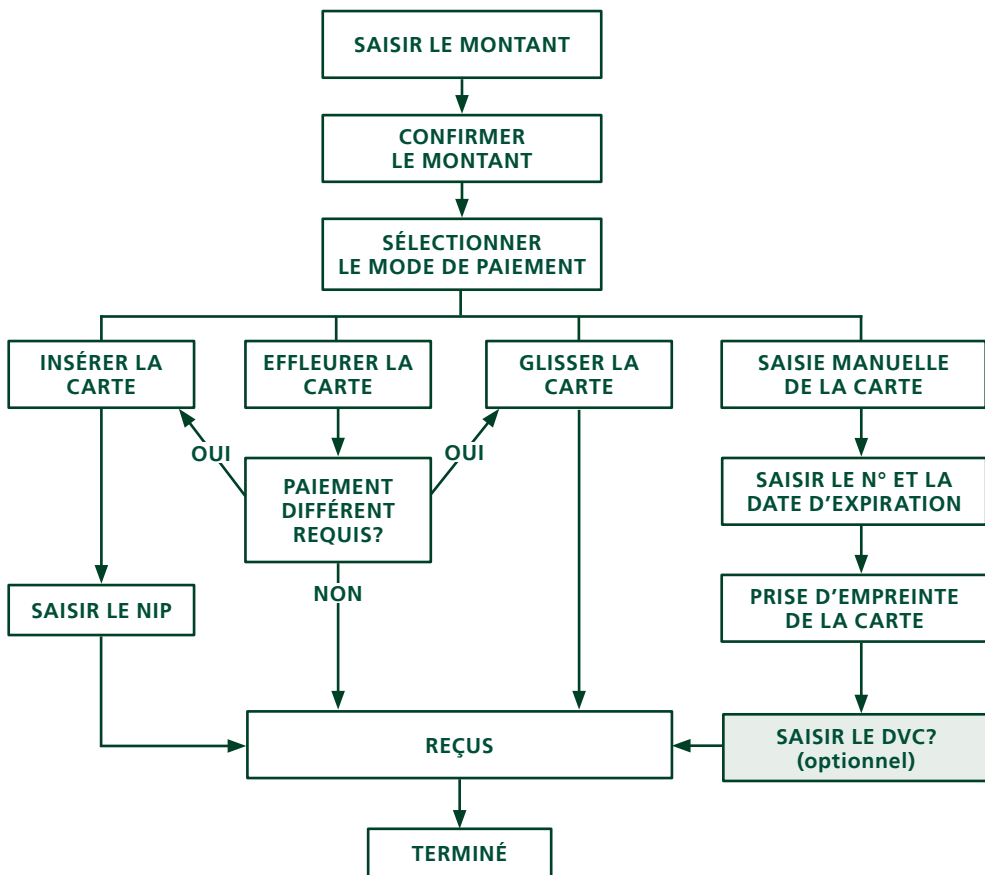 SAISIR LE MONTANT
CONFIRMER
LE MONTANT
SÉLECTIONNER
LE MODE DE PAIEMENT
INSÉRER LA
CARTE
EFFLEURER LA
CARTE
GLISSER LA
CARTE
SAISIE MANUELLE
DE LA CARTE
OUI
OUI
PAIEMENT
DIFFÉRENT
REQUIS?
SAISIR LE N° ET LA
DATE D'EXPIRATION
NON
SAISIR LE NIP
PRISE D'EMPREINTE
DE LA CARTE
REÇUS
SAISIR LE DVC?
(optionnel)
TERMINÉ